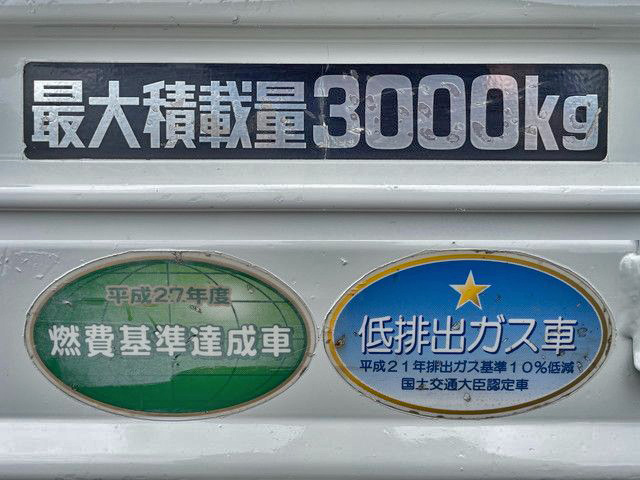 最大積載量3000kg
平成27年度
燃費基準達成車
低排出ガス車
平成21年排出ガス基準10%低減
国土交通大臣認定車